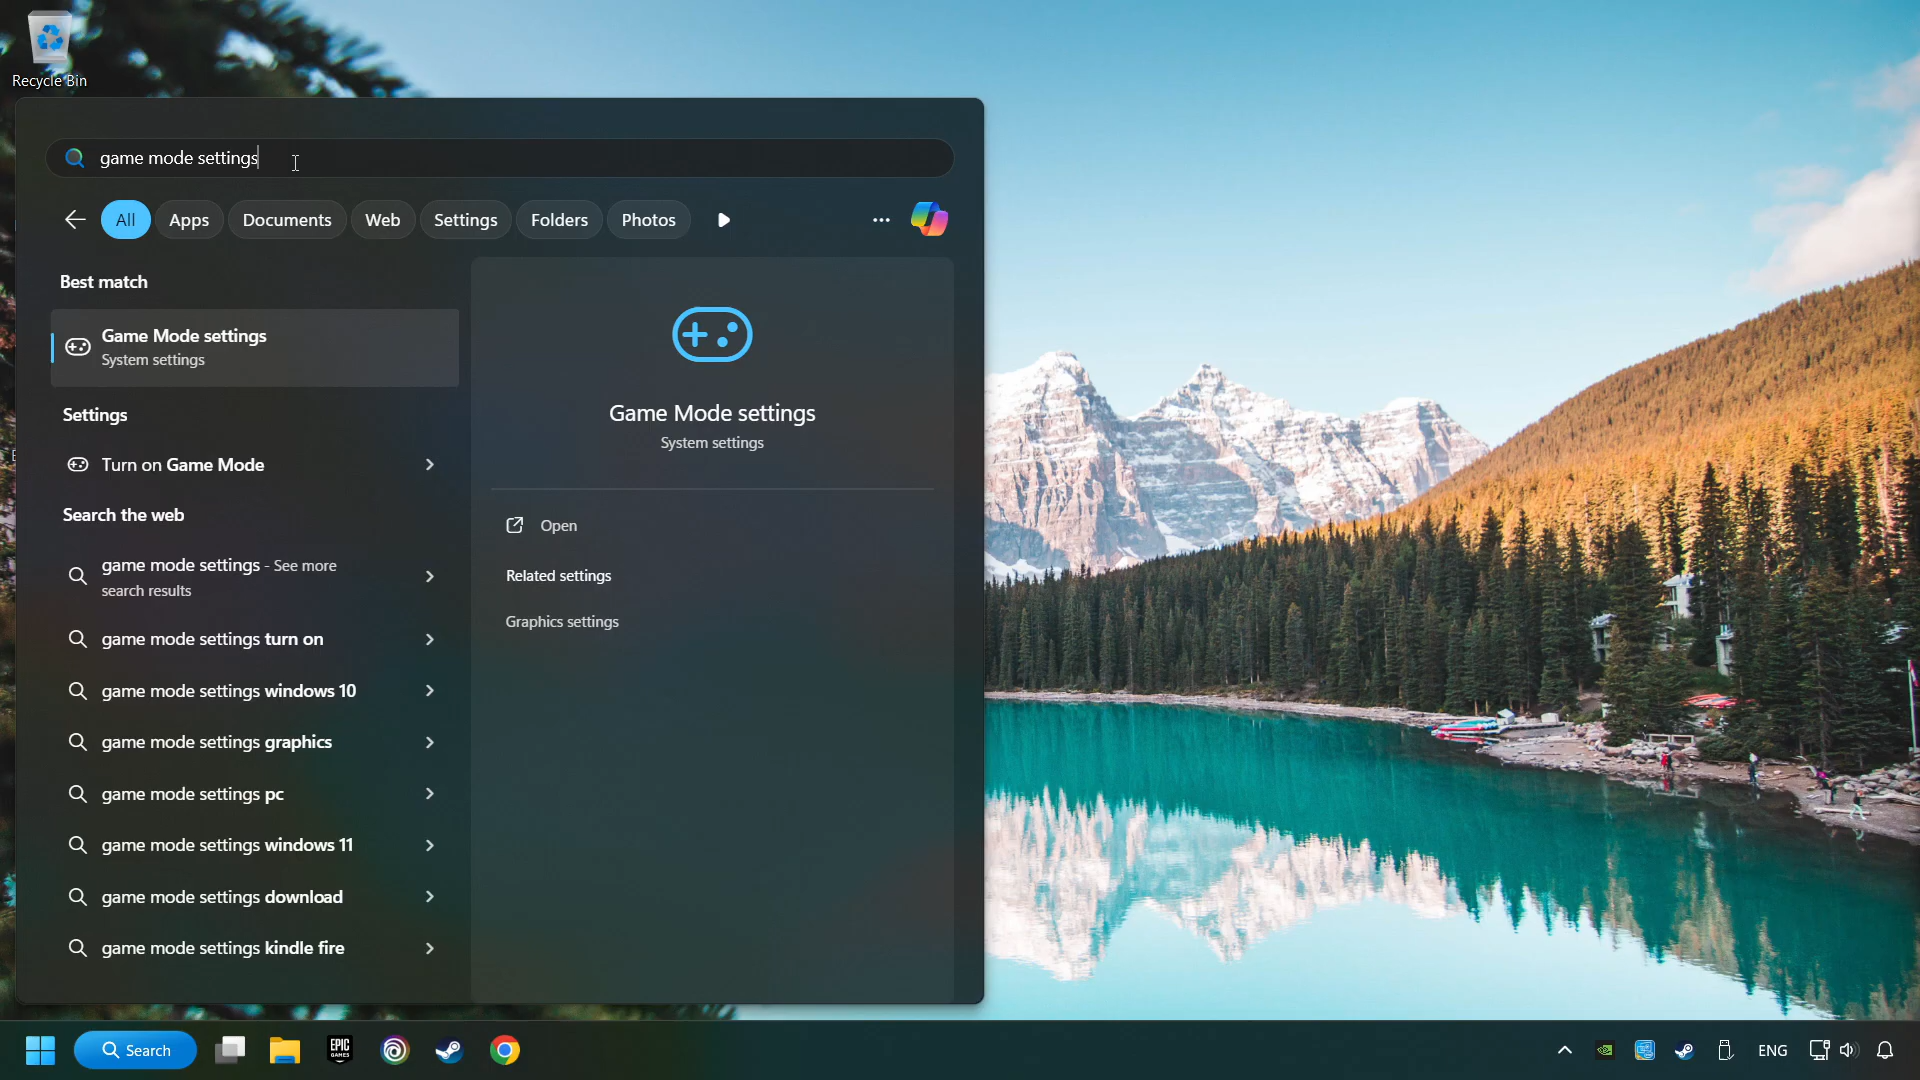 Recycle Bin
game mode settings
All
Apps
Documents
Web
Settings
Folders
Photos
Best match
Game Mode settings
System settings
Settings
Turn on Game Mode
Search the web
game mode settings - See more
search results
game mode settings turn on
game mode settings windows 10
game mode settings graphics
game mode settings pc
game mode settings windows 11
game mode settings download
game mode settings kindle fire
Game Mode settings
System settings
Open
Related settings
Graphics settings
Search
EPIC
GAMES
ENG